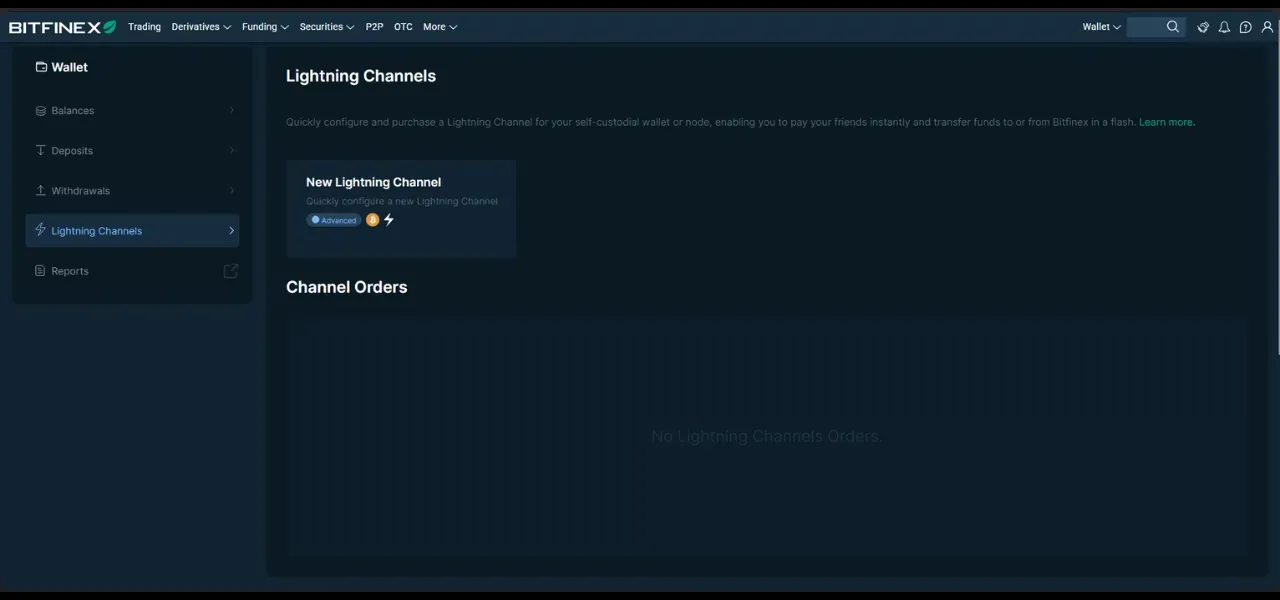 BITFINEX Trading Derivatives Funding Securities P2P OTC More Wallet
Wallet
Balances
Deposits
Withdrawals
Lightning Channels
Reports
Lightning Channels
Quickly configure and purchase a Lightning Channel for your self-custodial wallet or node, enabling you to pay your friends instantly and transfer funds to or from Bitfinex in a flash. Learn more.
New Lightning Channel
Quickly configure a new Lightning Channel
Advanced
Channel Orders
No Lightning Channels Orders.